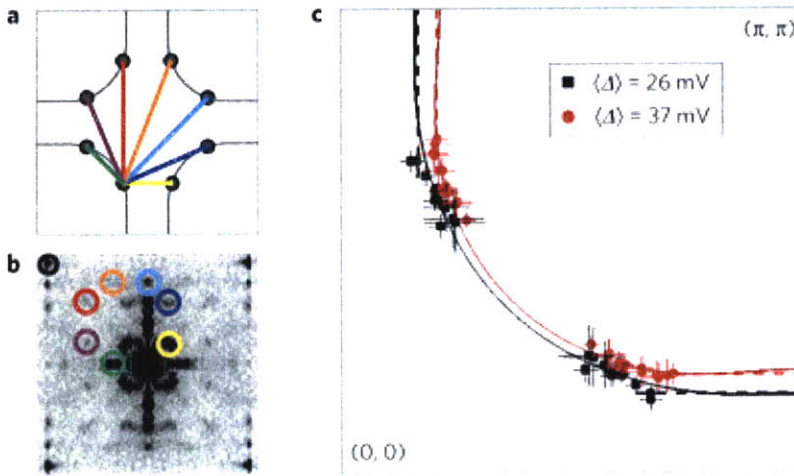 a
c
(π, π)
⟨Δ⟩ = 26 mV
⟨Δ⟩ = 37 mV
b
(0, 0)